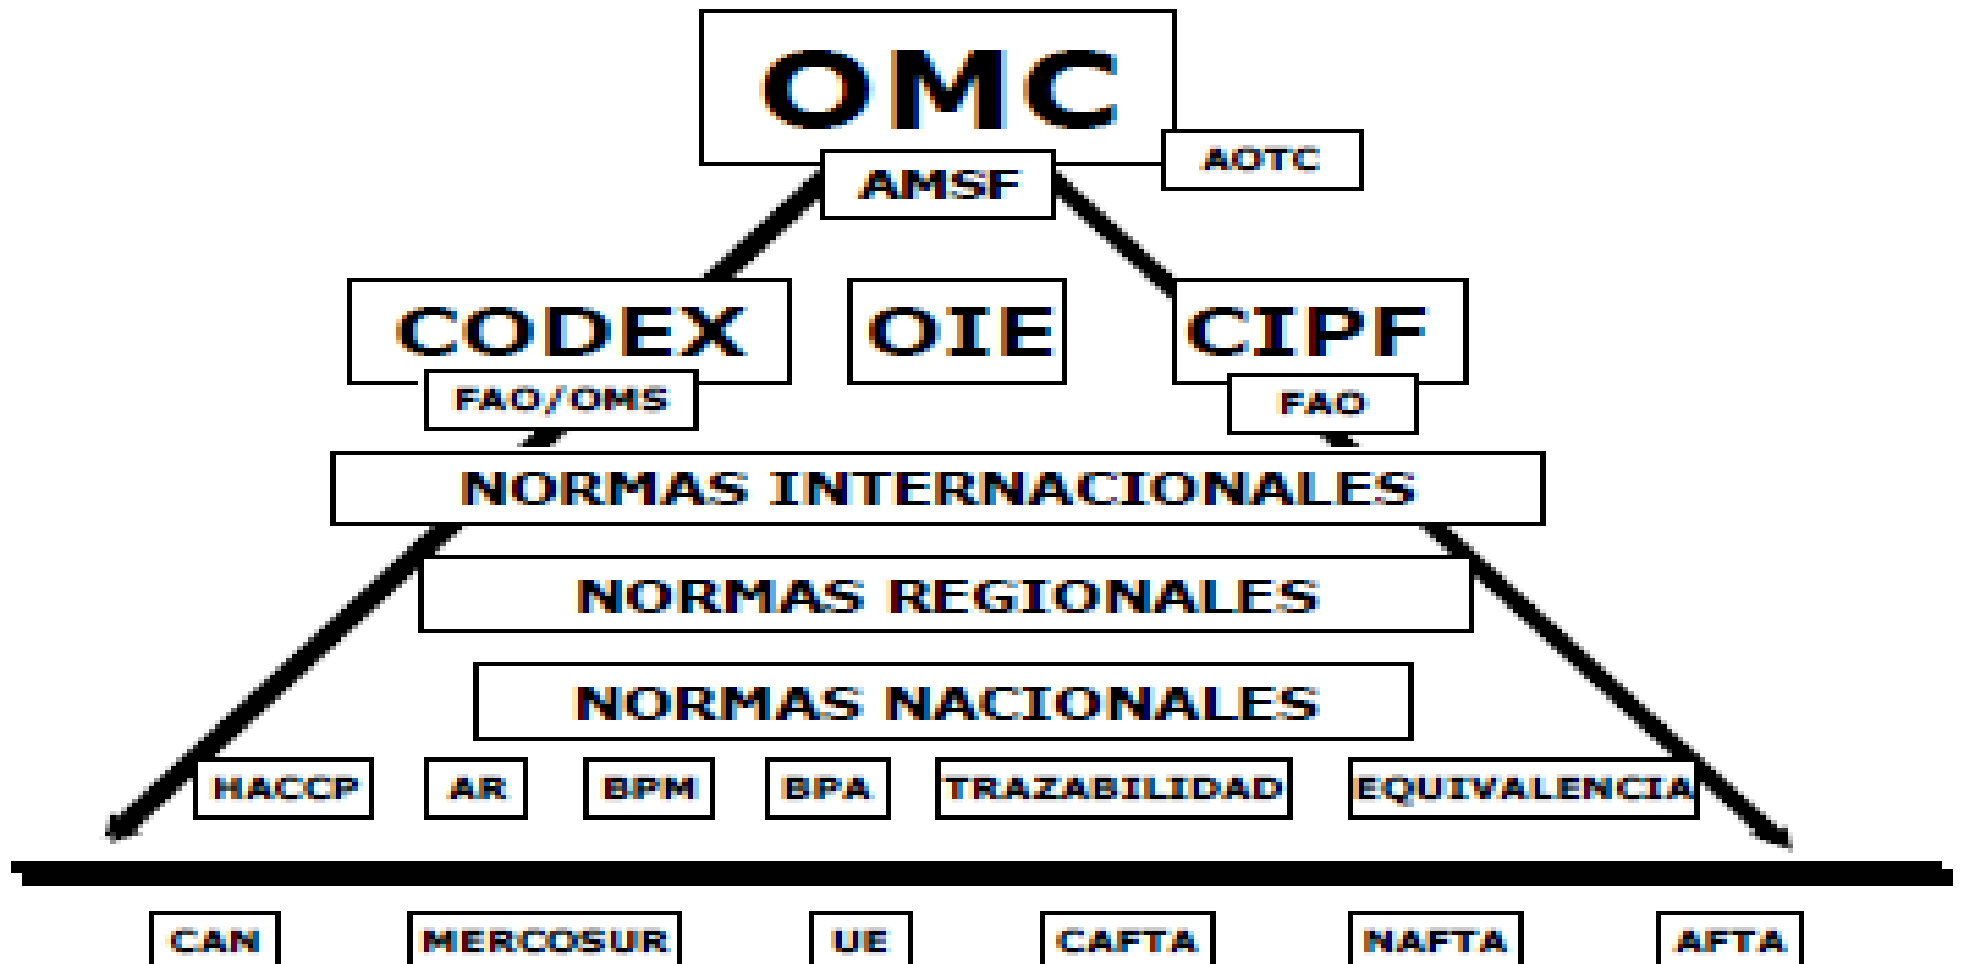 OMC
AOTC
AMSF
CODEX OIE CIPF
FAO/OMS FAO
NORMAS INTERNACIONALES
NORMAS REGIONALES
NORMAS NACIONALES
HACCP AR BPM BPA TRAZABILIDAD EQUIVALENCIA
CAN MERCOSUR UE CAFTA NAFTA AFTA